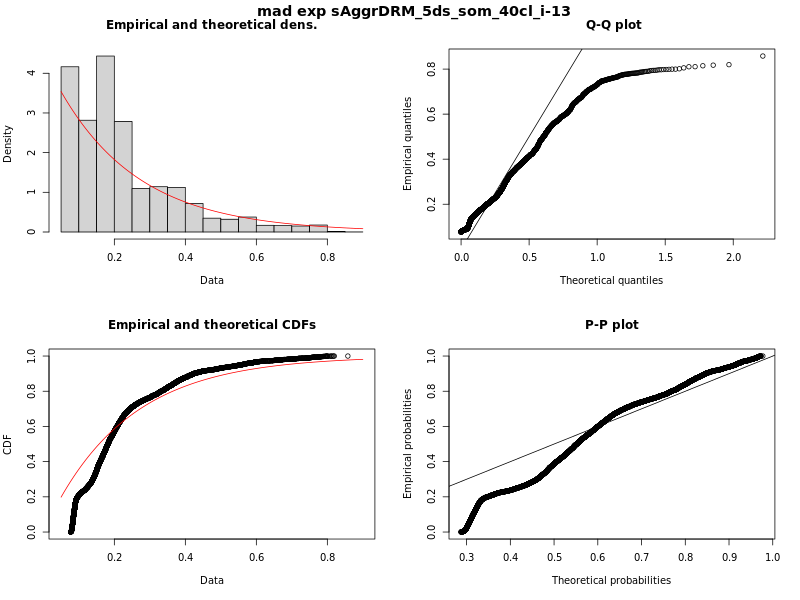 mad exp sAggrDRM_5ds_som_40cl_i-13
Empirical and theoretical dens.
Density
0 1 2 3 4
0.2 0.4 0.6 0.8
Data
Q-Q plot
Empirical quantiles
0.2 0.4 0.6 0.8
0.0 0.5 1.0 1.5 2.0
Theoretical quantiles
Empirical and theoretical CDFs
CDF
0.0 0.2 0.4 0.6 0.8 1.0
0.2 0.4 0.6 0.8
Data
P-P plot
Empirical probabilities
0.0 0.2 0.4 0.6 0.8 1.0
0.3 0.4 0.5 0.6 0.7 0.8 0.9 1.0
Theoretical probabilities